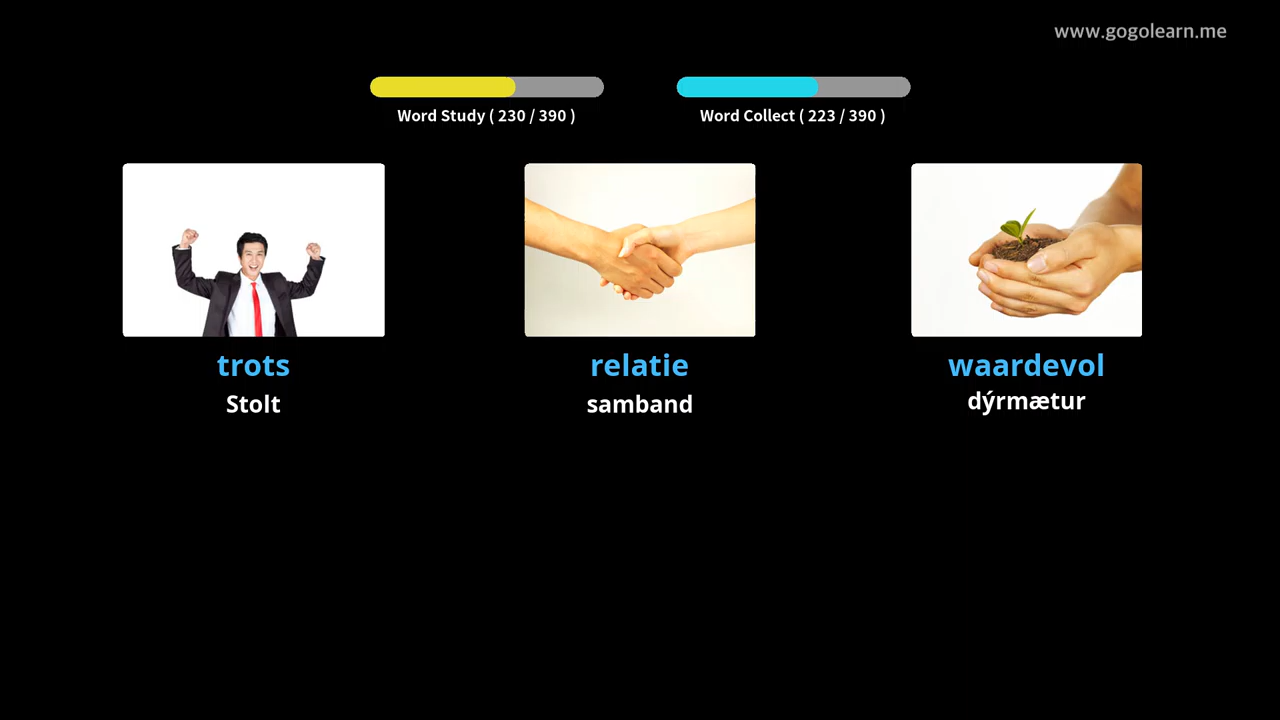 www.gogolearn.me
Word Study ( 230 / 390 )
Word Collect ( 223 / 390 )
trots
Stolt
relatie
samband
waardevol
dýrmætur